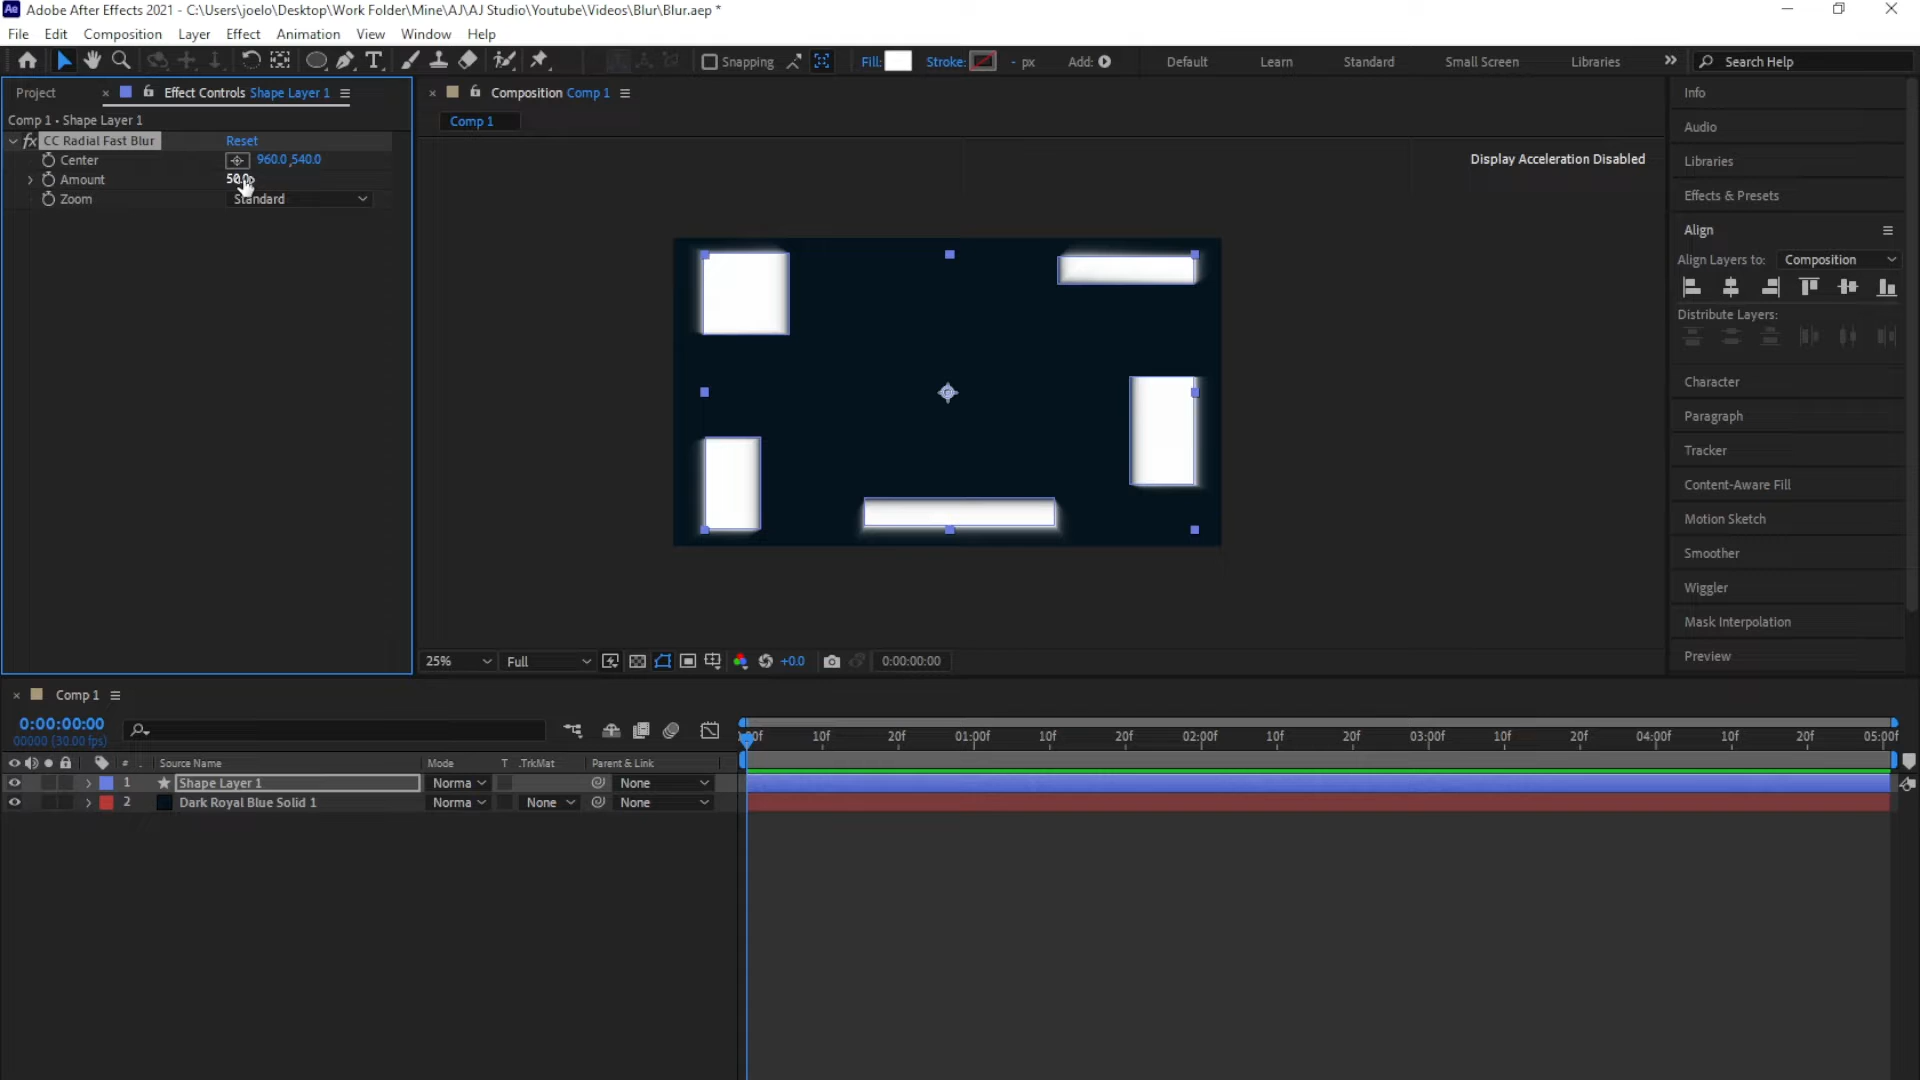 Ae Adobe After Effects 2021 - C:\Users\joelo\Desktop\Work Folder\Mine\AJ\AJ Studio\Youtube\Videos\Blur\Blur.aep *
File Edit Composition Layer Effect Animation View Window Help
Snapping Fill: Stroke: - px Add: Default Learn Standard Small Screen Libraries Search Help
Project Effect Controls Shape Layer 1
Comp 1 • Shape Layer 1
fx CC Radial Fast Blur Reset
Center 960.0,540.0
Amount 50.0
Zoom Standard
Composition Comp 1
Comp 1
Display Acceleration Disabled
25% Full +0.0 0:00:00:00
Info
Audio
Libraries
Effects & Presets
Align
Align Layers to: Composition
Distribute Layers:
Character
Paragraph
Tracker
Content-Aware Fill
Motion Sketch
Smoother
Wiggler
Mask Interpolation
Preview
Comp 1
0:00:00:00
00000 (30.00 fps)
10f 20f 01:00f 10f 20f 02:00f 10f 20f 03:00f 10f 20f 04:00f 10f 20f 05:00f
# Source Name Mode T .TrkMat Parent & Link
1 Shape Layer 1 Norma None
2 Dark Royal Blue Solid 1 Norma None None